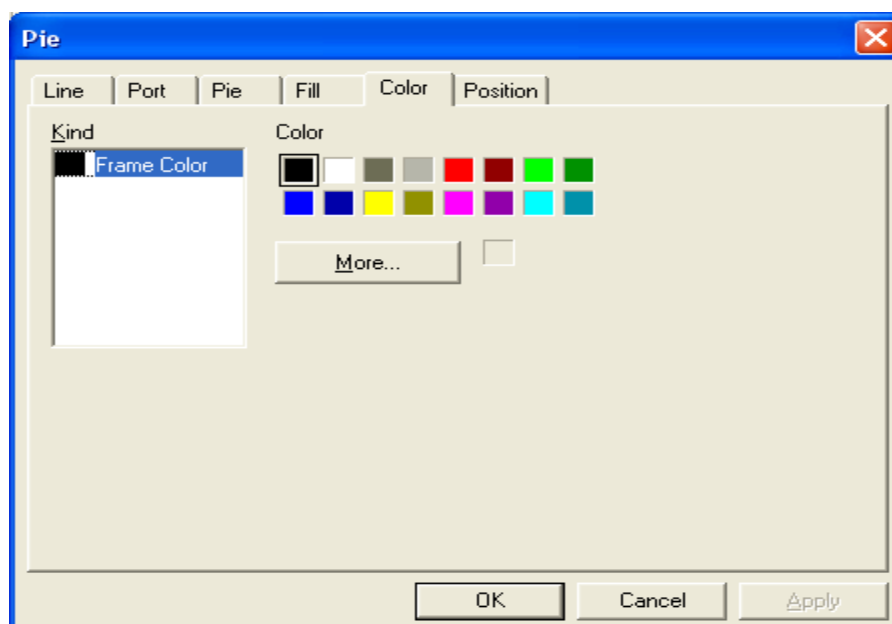 Pie
Line Port Pie Fill Color Position
Kind Color
Frame Color
More...
OK Cancel Apply